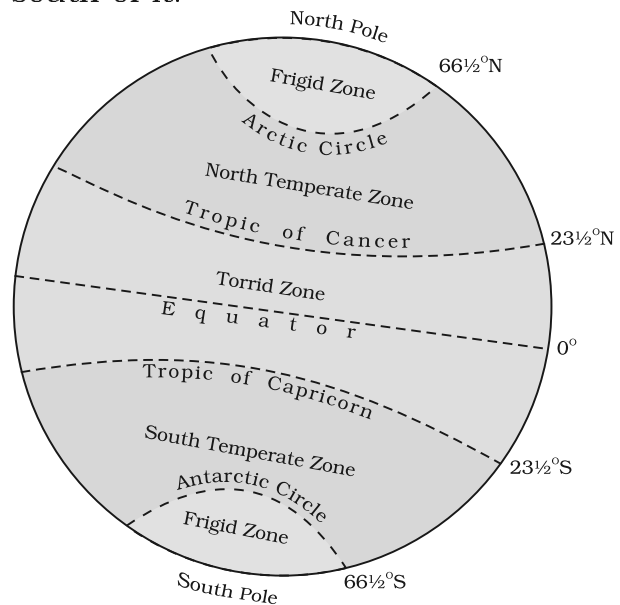 south of it.
North Pole
66½°N
Frigid Zone
Arctic Circle
North Temperate Zone
Tropic of Cancer
23½°N
Torrid Zone
Equator
0°
Tropic of Capricorn
South Temperate Zone
23½°S
Antarctic Circle
Frigid Zone
66½°S
South Pole